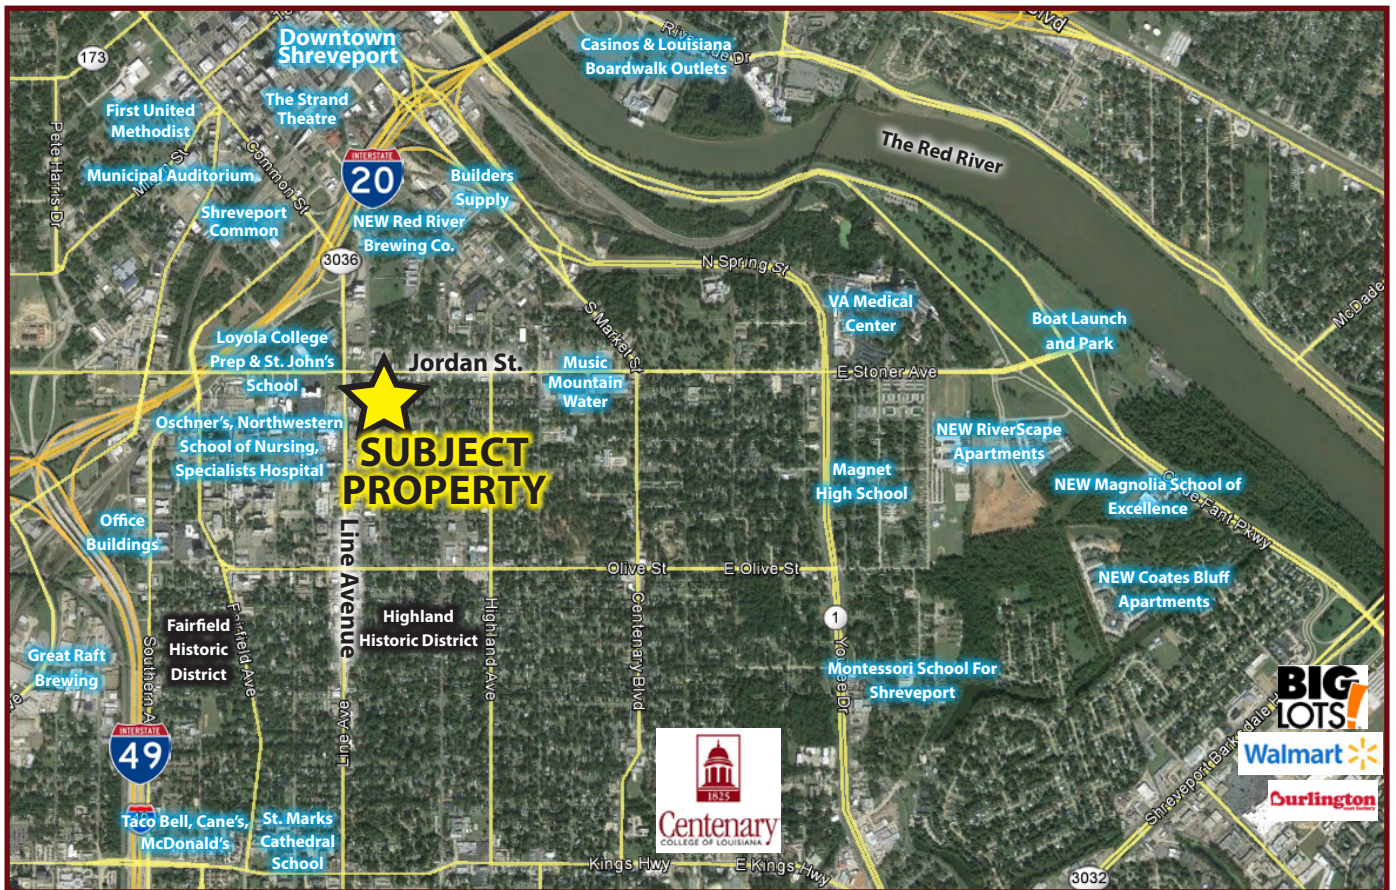 Downtown
Shreveport
Casinos & Louisiana
Boardwalk Outlets
173
First United
Methodist
The Strand
Theatre
The Red River
Pete Harris Dr
Common St
INTERSTATE
20
Municipal Auditorium
Builders
Supply
Shreveport
Common
NEW Red River
Brewing Co.
3036
N Spring St
VA Medical
Center
S Market St
Boat Launch
and Park
McDade
Loyola College
Prep & St. John's
School
Jordan St.
Music
Mountain
Water
E Stoner Ave
Oschner's, Northwestern
School of Nursing,
Specialists Hospital
SUBJECT
PROPERTY
NEW RiverScape
Apartments
Magnet
High School
NEW Magnolia School of
Excellence
Fant Pkwy
Office
Buildings
Line Avenue
Olive St
E Olive St
NEW Coates Bluff
Apartments
Fairfield
Historic
District
Fairfield Ave
Highland
Historic District
Highland Ave
Centenary Blvd
1
Great Raft
Brewing
Southern A
Line Ave
Montessori School For
Shreveport
BIG
LOTS!
Walmart
Burlington
INTERSTATE
49
1825
Centenary
COLLEGE OF LOUISIANA
Shreveport Barksdale H
Taco Bell, Cane's,
McDonald's
St. Marks
Cathedral
School
Kings Hwy
E Kings Hwy
3032